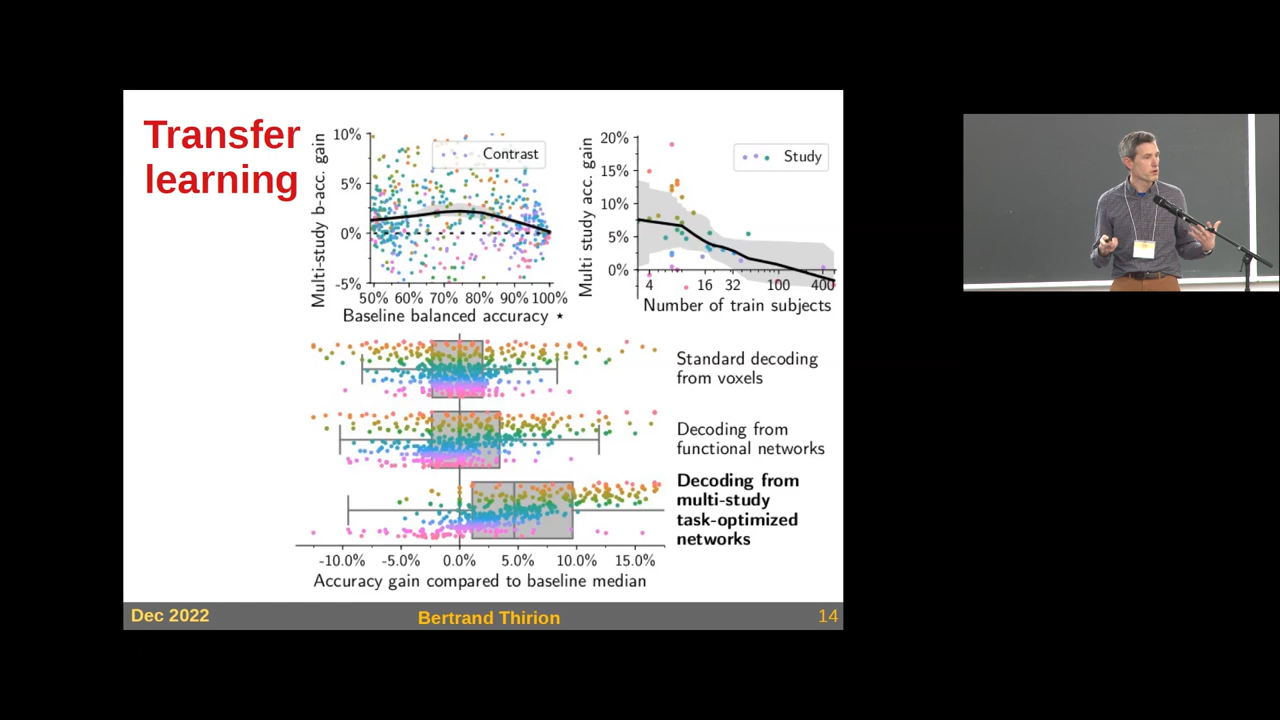 Transfer
learning
Multi-study b-acc. gain
10%
5%
0%
-5%
Contrast
50% 60% 70% 80% 90% 100%
Baseline balanced accuracy ⋆
Multi study acc. gain
20%
15%
10%
5%
0%
Study
4 16 32 100 400
Number of train subjects
Standard decoding
from voxels
Decoding from
functional networks
Decoding from
multi-study
task-optimized
networks
-10.0% -5.0% 0.0% 5.0% 10.0% 15.0%
Accuracy gain compared to baseline median
Dec 2022
Bertrand Thirion
14